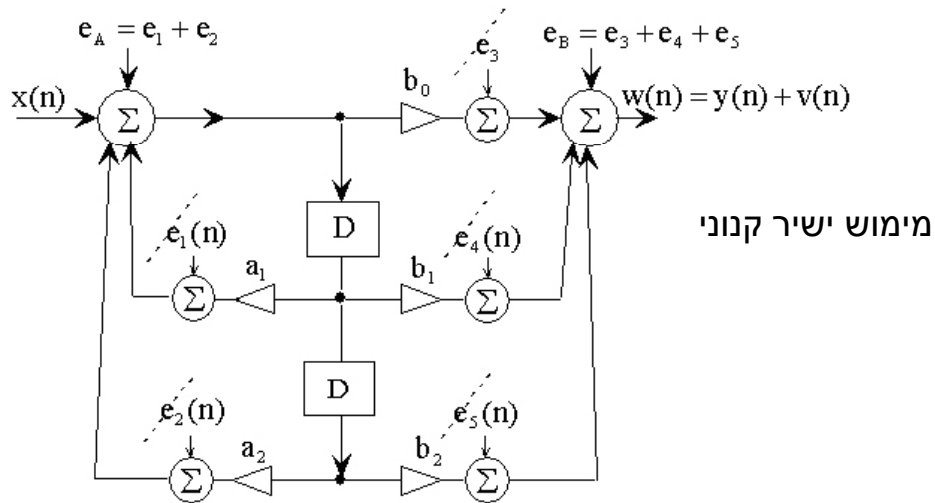 e_A = e_1 + e_2
e_3
e_B = e_3 + e_4 + e_5
x(n)
Σ
b_0
Σ
Σ
w(n) = y(n) + v(n)
D
מימוש ישיר קנוני
e_1(n)
e_4(n)
Σ
a_1
b_1
Σ
D
e_2(n)
e_5(n)
Σ
a_2
b_2
Σ